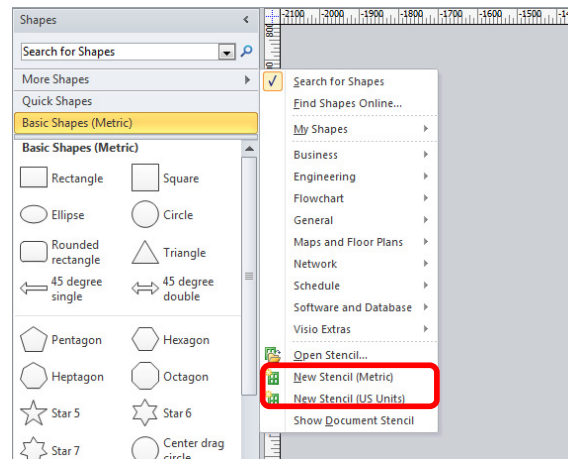 Shapes
Search for Shapes
More Shapes
Quick Shapes
Basic Shapes (Metric)
Basic Shapes (Metric)
Rectangle
Square
Ellipse
Circle
Rounded
rectangle
Triangle
45 degree
single
45 degree
double
Pentagon
Hexagon
Heptagon
Octagon
Star 5
Star 6
Star 7
Center drag
circle
-2100 -2000 -1900 -1800 -1700 -1600 -1500
Search for Shapes
Find Shapes Online...
My Shapes
Business
Engineering
Flowchart
General
Maps and Floor Plans
Network
Schedule
Software and Database
Visio Extras
Open Stencil...
New Stencil (Metric)
New Stencil (US Units)
Show Document Stencil